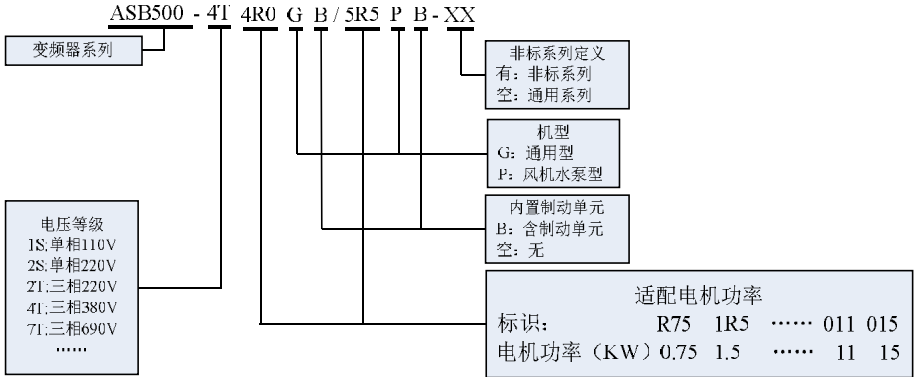 ASB500-4T 4R0 G B/5R5 P B-XX
变频器系列
非标系列定义
有：非标系列
空：通用系列
机型
G：通用型
P：风机水泵型
内置制动单元
B：含制动单元
空：无
电压等级
1S;单相110V
2S;单相220V
2T;三相220V
4T;三相380V
7T;三相690V
……
适配电机功率
标识： R75 1R5 …… 011 015
电机功率（KW）0.75 1.5 …… 11 15